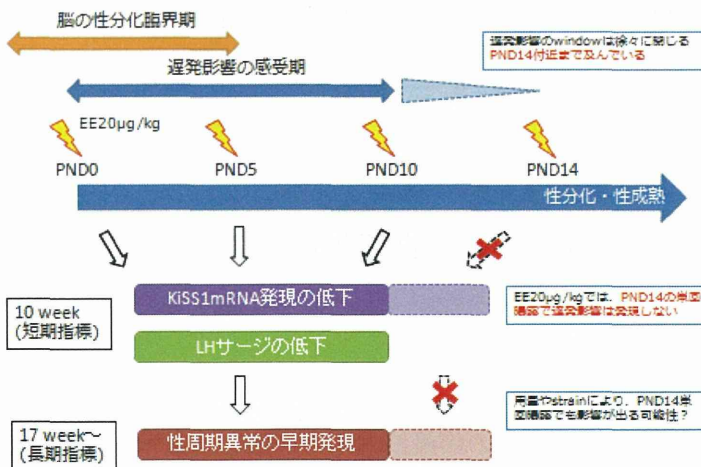 脳の性分化臨界期
遅発影響のwindowは徐々に閉じる
PND14付近まで及んでいる
遅発影響の感受期
EE20μg/kg
PND0
PND5
PND10
PND14
性分化・性成熟
KiSS1mRNA発現の低下
10 week
(短期指標)
EE20μg/kgでは、PND14の単回
曝露で遅発影響は発現しない
LHサージの低下
用量やstrainにより、PND14単
回曝露でも影響が出る可能性？
17 week～
(長期指標)
性周期異常の早期発現